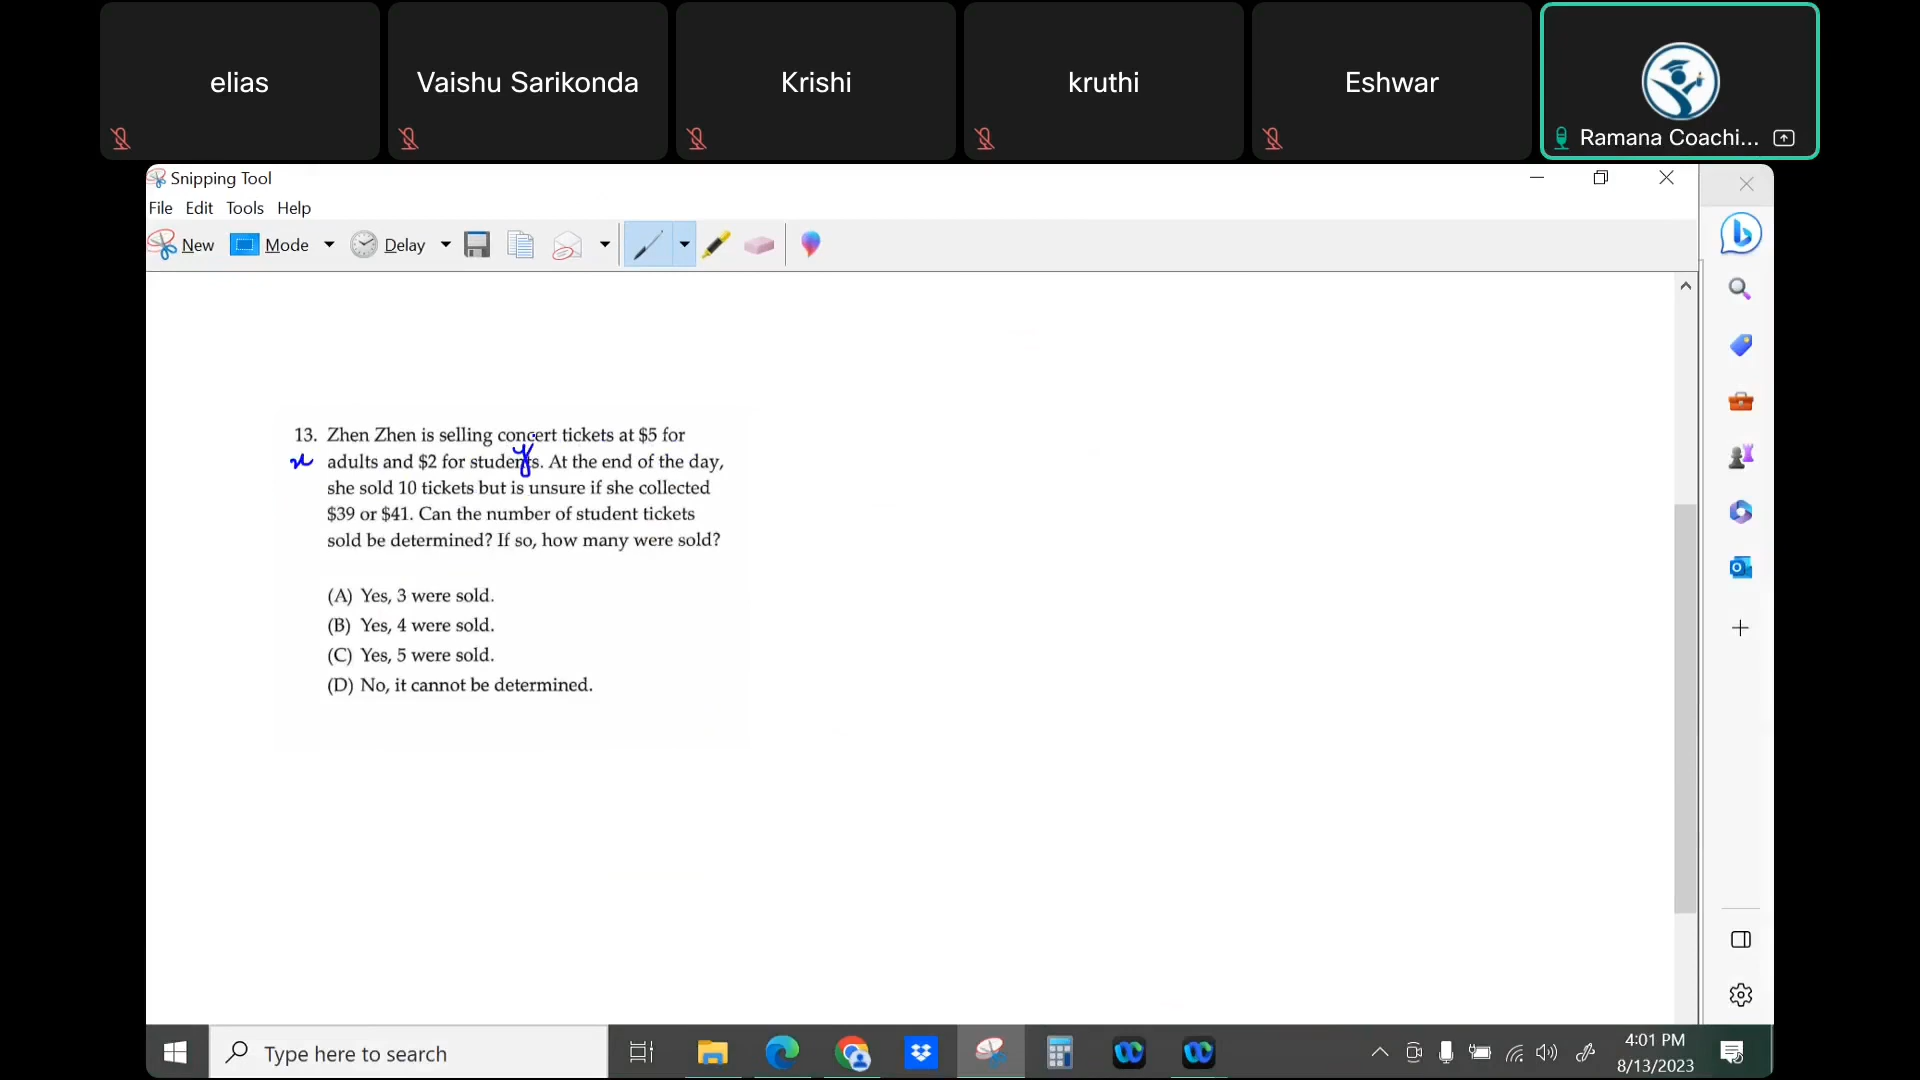 elias
Vaishu Sarikonda
Krishi
kruthi
Eshwar
Ramana Coachi...
Snipping Tool
File Edit Tools Help
New Mode Delay
13. Zhen Zhen is selling concert tickets at $5 for
x adults and $2 for students. At the end of the day,
y
she sold 10 tickets but is unsure if she collected
$39 or $41. Can the number of student tickets
sold be determined? If so, how many were sold?
(A) Yes, 3 were sold.
(B) Yes, 4 were sold.
(C) Yes, 5 were sold.
(D) No, it cannot be determined.
Type here to search
4:01 PM
8/13/2023